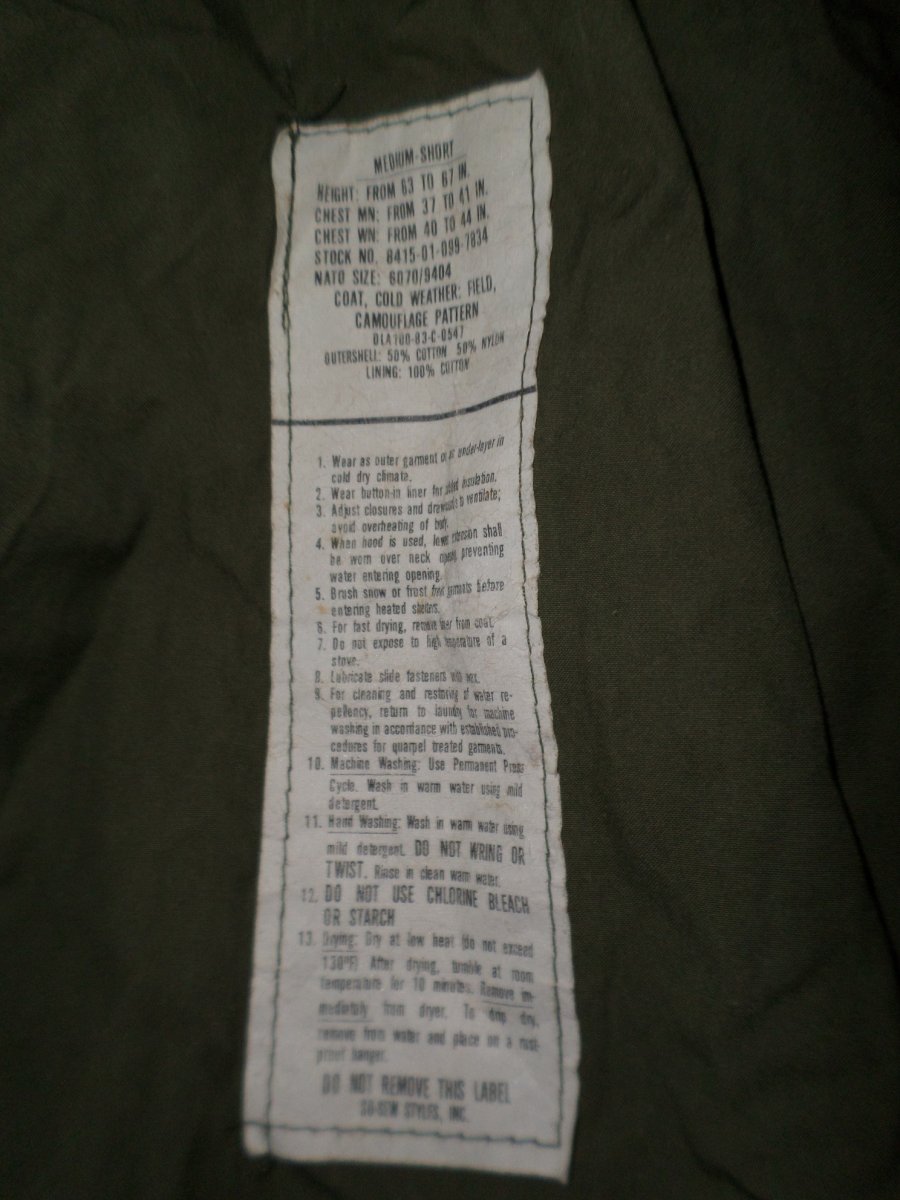 MEDIUM-SHORT
HEIGHT: FROM 63 TO 67 IN.
CHEST MN: FROM 37 TO 41 IN.
CHEST WN: FROM 40 TO 44 IN.
STOCK NO. 8415-01-099-7834
NATO SIZE: 6070/9404
COAT, COLD WEATHER: FIELD,
CAMOUFLAGE PATTERN
DLA100-83-C-0547
OUTERSHELL: 50% COTTON 50% NYLON
LINING: 100% COTTON
1. Wear as outer garment or as under-layer in
cold dry climate.
2. Wear button-in liner for added insulation.
3. Adjust closures and drawcords to ventilate;
avoid overheating of body.
4. When hood is used, lower extension shall
be worn over neck opening preventing
water entering opening.
5. Brush snow or frost from garments before
entering heated shelters.
6. For fast drying, remove liner from coat.
7. Do not expose to high temperature of a
stove.
8. Lubricate slide fasteners with wax.
9. For cleaning and restoring of water re-
pellency, return to laundry for machine
washing in accordance with established pro-
cedures for quarpel treated garments.
10. Machine Washing: Use Permanent Press
Cycle. Wash in warm water using mild
detergent.
11. Hand Washing: Wash in warm water using
mild detergent. DO NOT WRING OR
TWIST. Rinse in clean warm water.
12. DO NOT USE CHLORINE BLEACH
OR STARCH
13. Drying: Dry at low heat (do not exceed
130°F) After drying, tumble at room
temperature for 10 minutes. Remove im-
mediately from dryer. To drip dry,
remove from water and place on a rust-
proof hanger.
DO NOT REMOVE THIS LABEL
SO-SEW STYLES, INC.